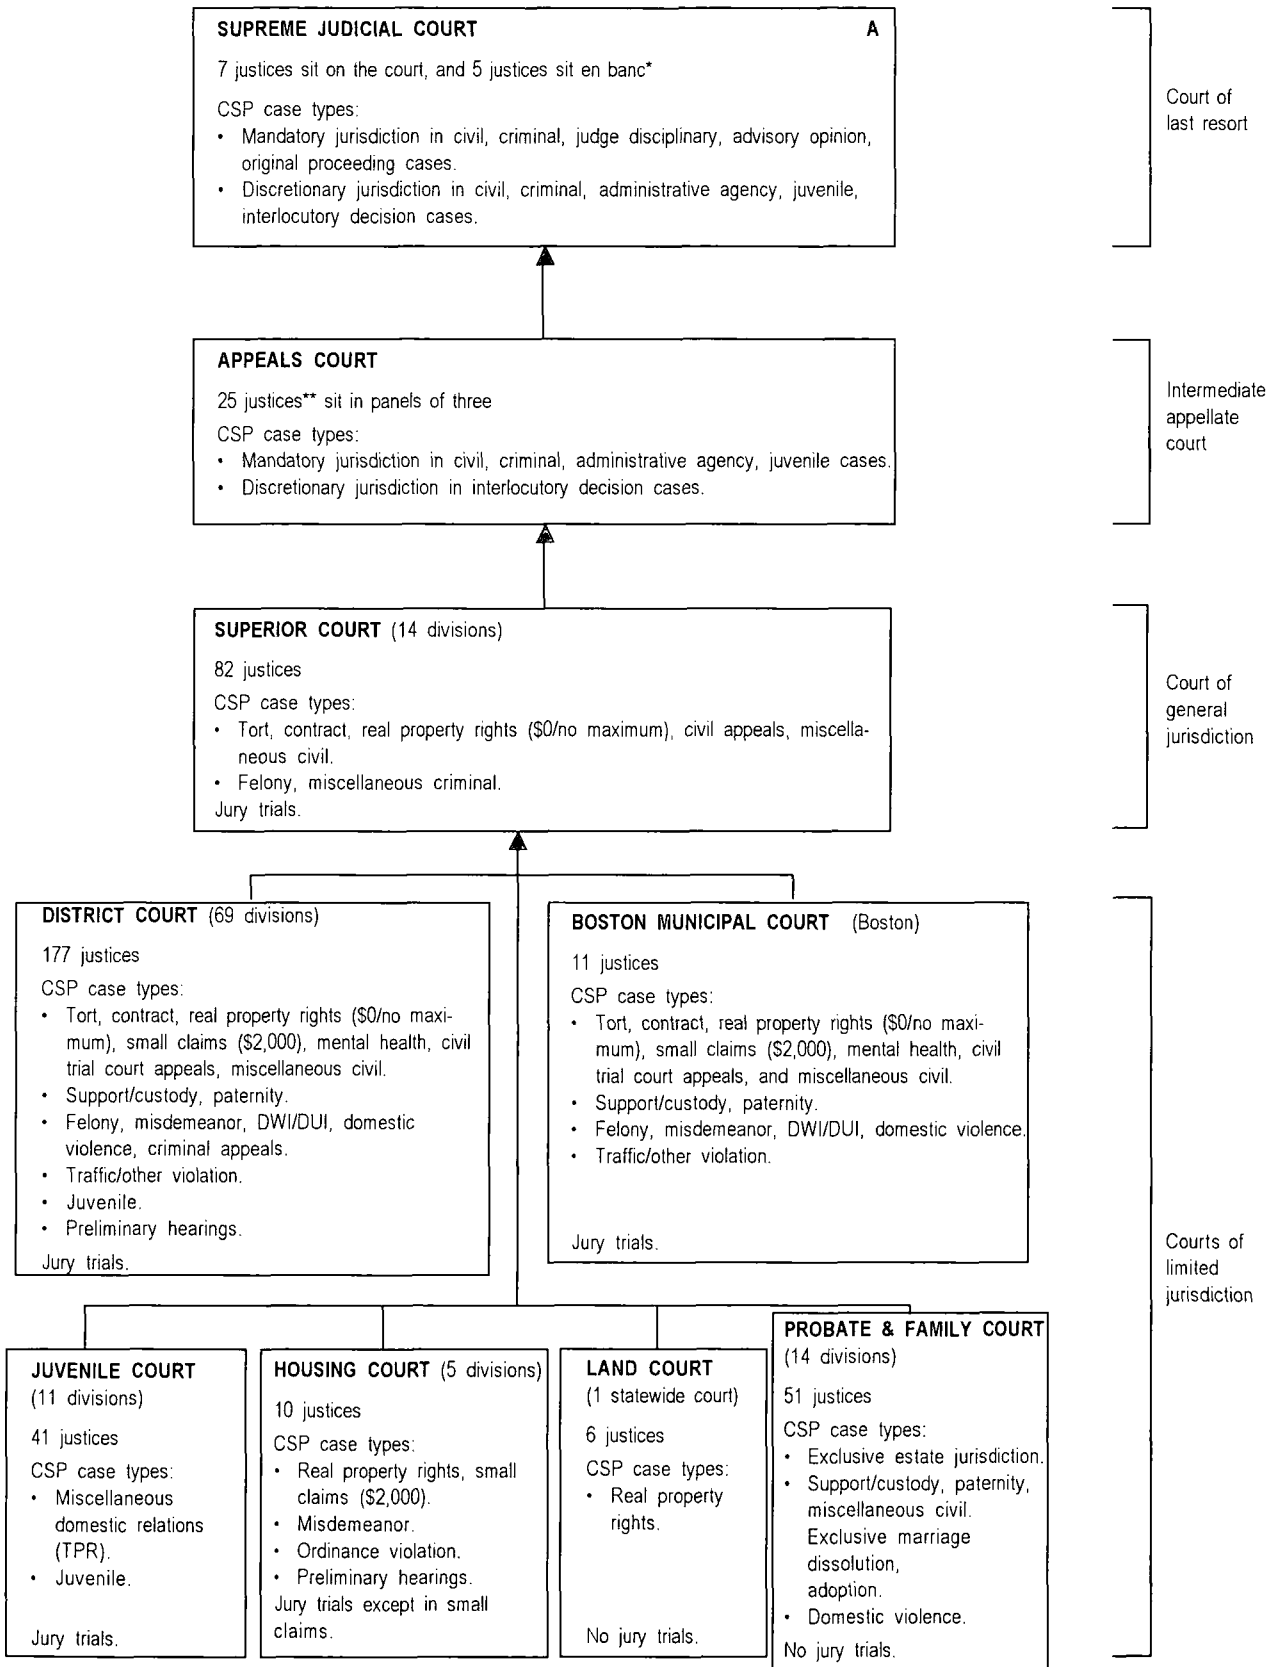 SUPREME JUDICIAL COURT A
7 justices sit on the court, and 5 justices sit en banc*
CSP case types:
• Mandatory jurisdiction in civil, criminal, judge disciplinary, advisory opinion,
original proceeding cases.
• Discretionary jurisdiction in civil, criminal, administrative agency, juvenile,
interlocutory decision cases.
Court of
last resort
APPEALS COURT
25 justices** sit in panels of three
CSP case types:
• Mandatory jurisdiction in civil, criminal, administrative agency, juvenile cases.
• Discretionary jurisdiction in interlocutory decision cases.
Intermediate
appellate
court
SUPERIOR COURT (14 divisions)
82 justices
CSP case types:
• Tort, contract, real property rights ($0/no maximum), civil appeals, miscella-
neous civil.
• Felony, miscellaneous criminal.
Jury trials.
Court of
general
jurisdiction
DISTRICT COURT (69 divisions)
177 justices
CSP case types:
• Tort, contract, real property rights ($0/no maxi-
mum), small claims ($2,000), mental health, civil
trial court appeals, miscellaneous civil.
• Support/custody, paternity.
• Felony, misdemeanor, DWI/DUI, domestic
violence, criminal appeals.
• Traffic/other violation.
• Juvenile.
• Preliminary hearings.
Jury trials.
BOSTON MUNICIPAL COURT (Boston)
11 justices
CSP case types:
• Tort, contract, real property rights ($0/no maxi-
mum), small claims ($2,000), mental health, civil
trial court appeals, and miscellaneous civil.
• Support/custody, paternity.
• Felony, misdemeanor, DWI/DUI, domestic violence.
• Traffic/other violation.
Jury trials.
Courts of
limited
jurisdiction
JUVENILE COURT
(11 divisions)
41 justices
CSP case types:
• Miscellaneous
domestic relations
(TPR).
• Juvenile.
Jury trials.
HOUSING COURT (5 divisions)
10 justices
CSP case types:
• Real property rights, small
claims ($2,000).
• Misdemeanor.
• Ordinance violation.
• Preliminary hearings.
Jury trials except in small
claims.
LAND COURT
(1 statewide court)
6 justices
CSP case types:
• Real property
rights.
No jury trials.
PROBATE & FAMILY COURT
(14 divisions)
51 justices
CSP case types:
• Exclusive estate jurisdiction.
• Support/custody, paternity,
miscellaneous civil.
Exclusive marriage
dissolution,
adoption.
• Domestic violence.
No jury trials.